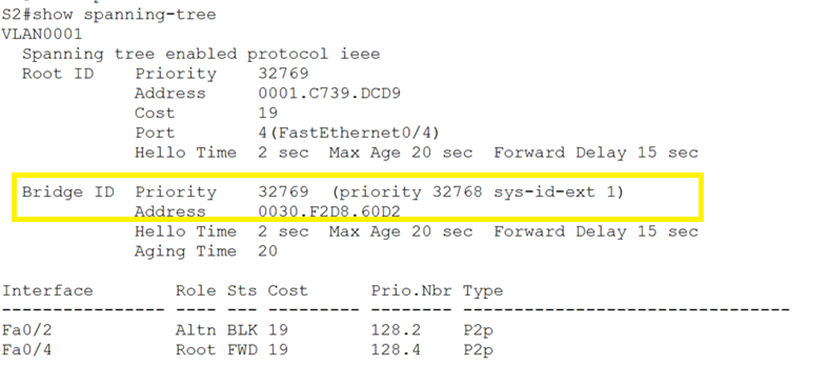 S2#show spanning-tree
VLAN0001
  Spanning tree enabled protocol ieee
  Root ID    Priority    32769
             Address     0001.C739.DCD9
             Cost        19
             Port        4(FastEthernet0/4)
             Hello Time  2 sec  Max Age 20 sec  Forward Delay 15 sec
  Bridge ID  Priority    32769  (priority 32768 sys-id-ext 1)
             Address     0030.F2D8.60D2
             Hello Time  2 sec  Max Age 20 sec  Forward Delay 15 sec
             Aging Time  20
Interface        Role Sts Cost      Prio.Nbr Type
---------------- ---- --- --------- -------- --------------------------------
Fa0/2            Altn BLK 19        128.2    P2p
Fa0/4            Root FWD 19        128.4    P2p